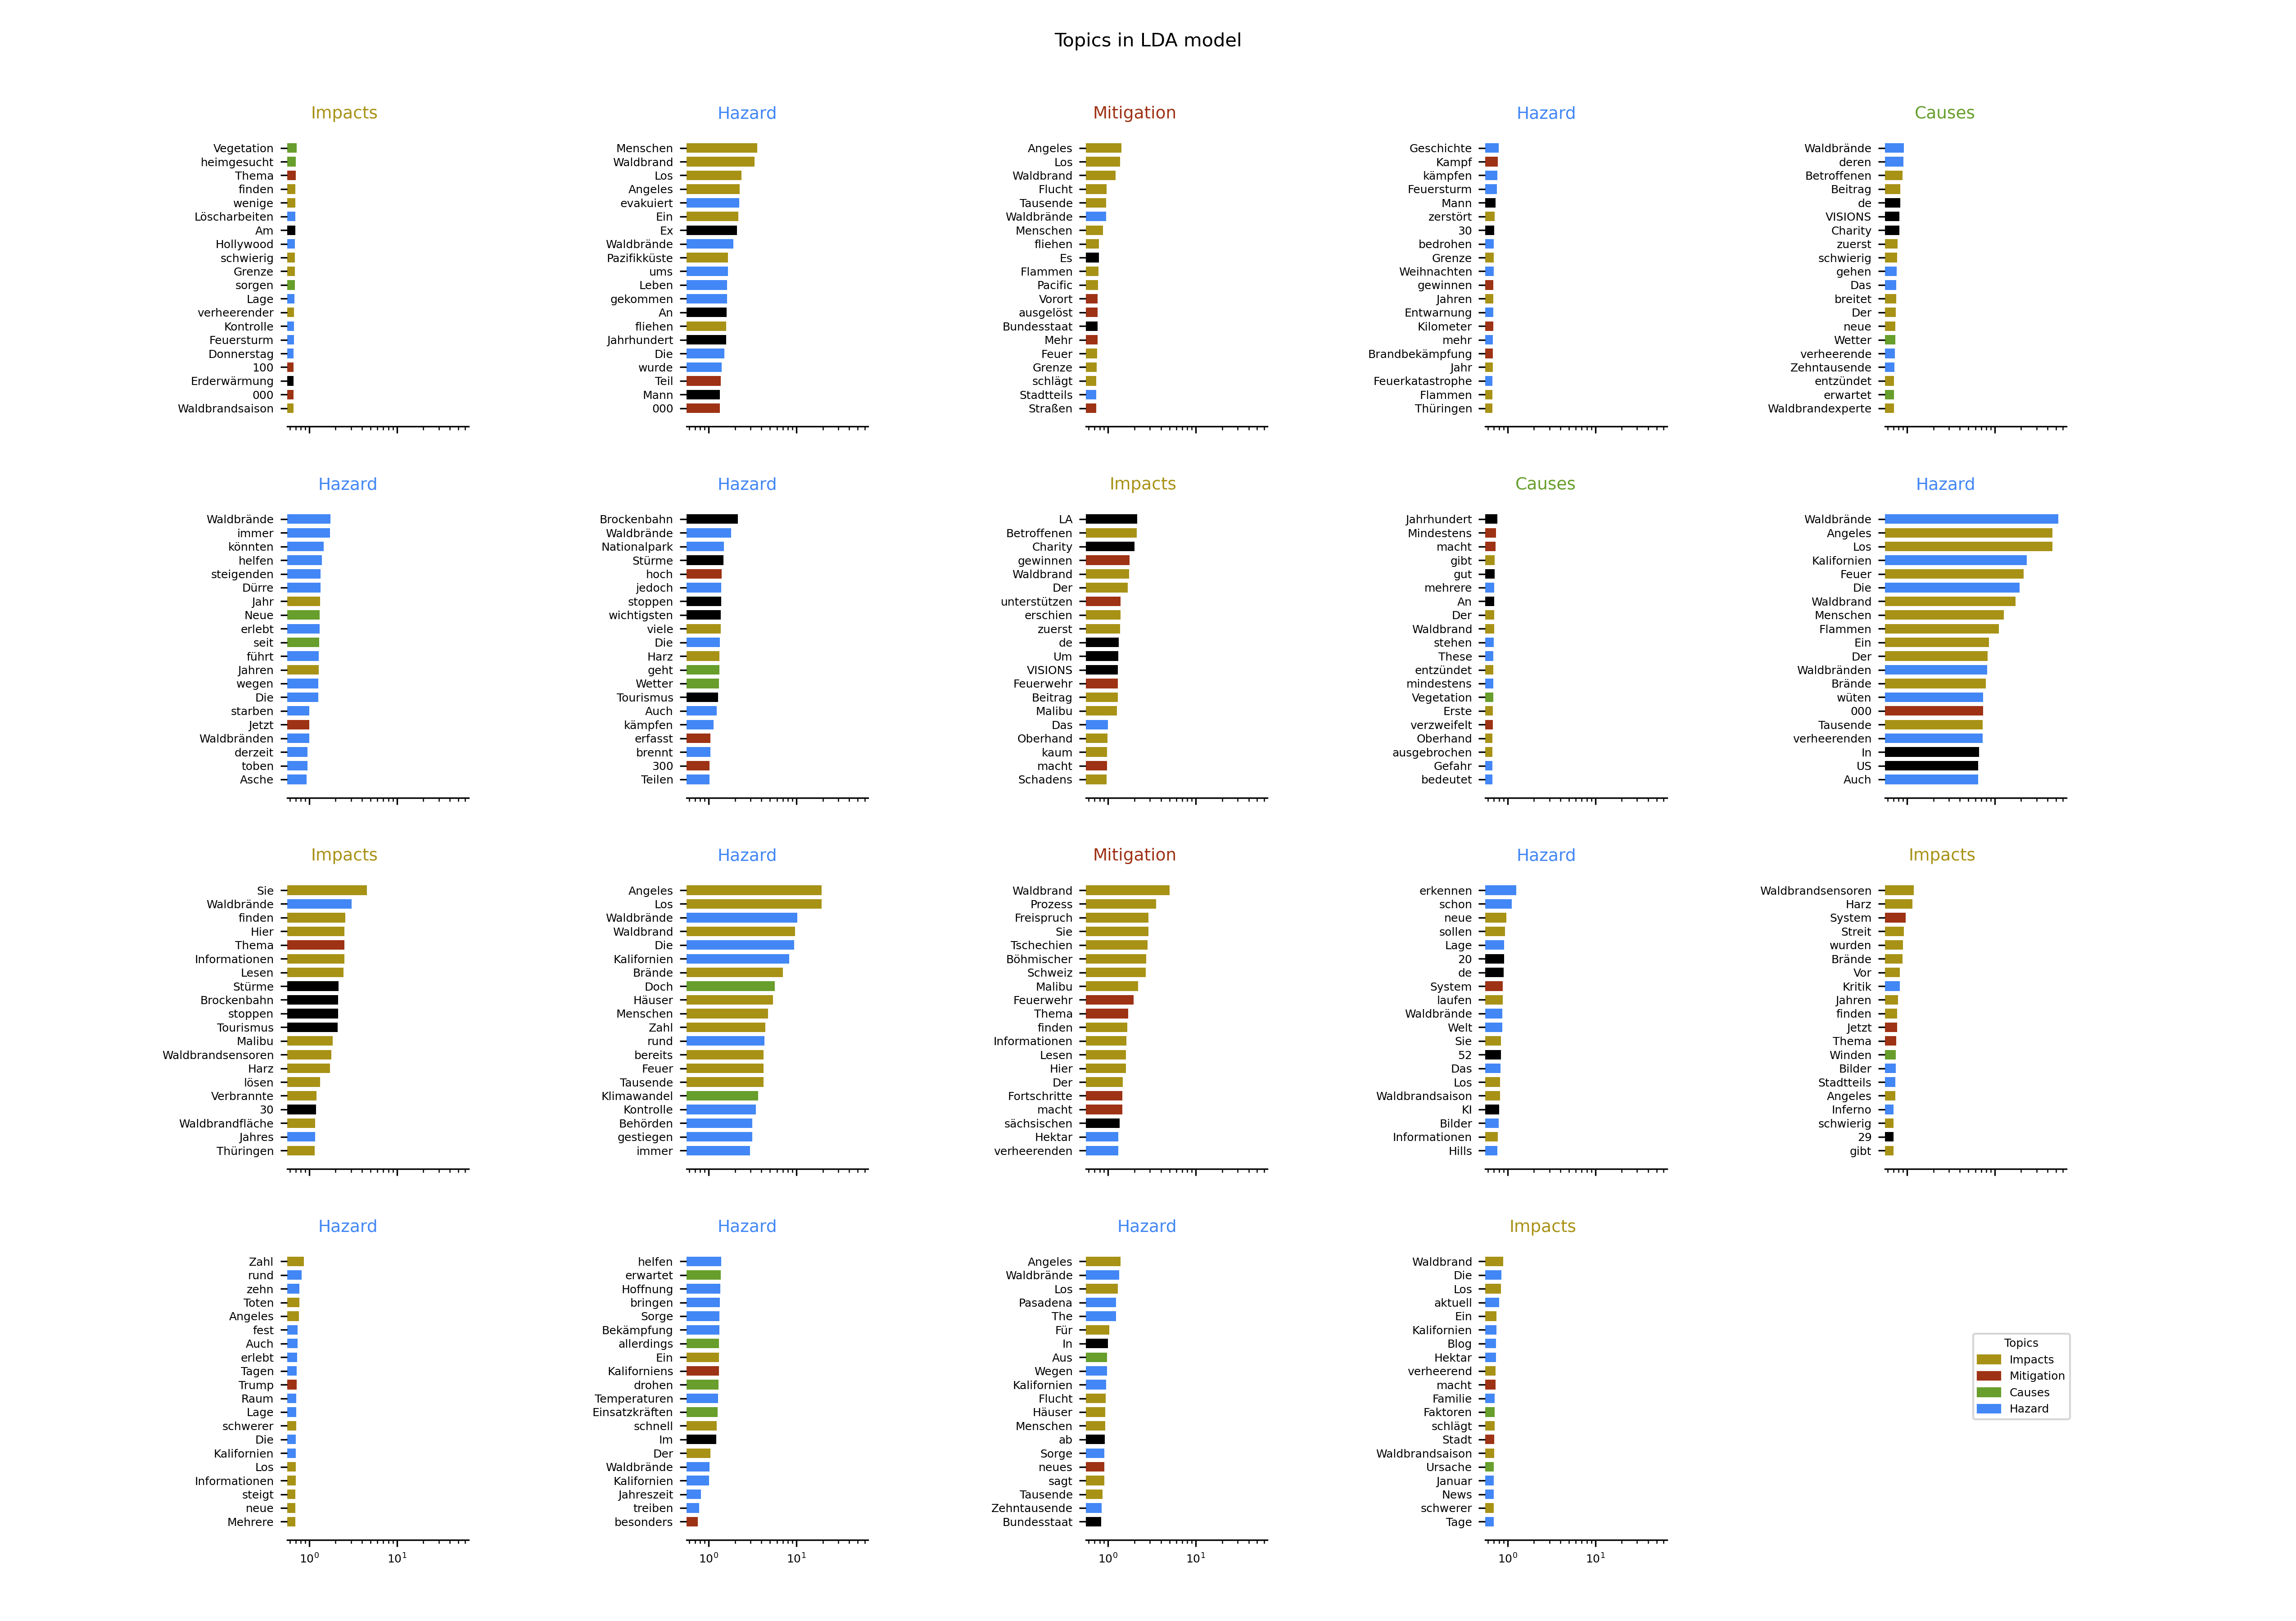 Topics in LDA model
Impacts
Vegetation
heimgesucht
Thema
finden
wenige
Löscharbeiten
Am
Hollywood
schwierig
Grenze
sorgen
Lage
verheerender
Kontrolle
Feuersturm
Donnerstag
100
Erderwärmung
000
Waldbrandsaison
Hazard
Menschen
Waldbrand
Los
Angeles
evakuiert
Ein
Ex
Waldbrände
Pazifikküste
ums
Leben
gekommen
An
fliehen
Jahrhundert
Die
wurde
Teil
Mann
000
Mitigation
Angeles
Los
Waldbrand
Flucht
Tausende
Waldbrände
Menschen
fliehen
Es
Flammen
Pacific
Vorort
ausgelöst
Bundesstaat
Mehr
Feuer
Grenze
schlägt
Stadtteils
Straßen
Hazard
Geschichte
Kampf
kämpfen
Feuersturm
Mann
zerstört
30
bedrohen
Grenze
Weihnachten
gewinnen
Jahren
Entwarnung
Kilometer
mehr
Brandbekämpfung
Jahr
Feuerkatastrophe
Flammen
Thüringen
Causes
Waldbrände
deren
Betroffenen
Beitrag
de
VISIONS
Charity
zuerst
schwierig
gehen
Das
breitet
Der
neue
Wetter
verheerende
Zehntausende
entzündet
erwartet
Waldbrandexperte
Hazard
Waldbrände
immer
könnten
helfen
steigenden
Dürre
Jahr
Neue
erlebt
seit
führt
Jahren
wegen
Die
starben
Jetzt
Waldbränden
derzeit
toben
Asche
Hazard
Brockenbahn
Waldbrände
Nationalpark
Stürme
hoch
jedoch
stoppen
wichtigsten
viele
Die
Harz
geht
Wetter
Tourismus
Auch
kämpfen
erfasst
brennt
300
Teilen
Impacts
LA
Betroffenen
Charity
gewinnen
Waldbrand
Der
unterstützen
erschien
zuerst
de
Um
VISIONS
Feuerwehr
Beitrag
Malibu
Das
Oberhand
kaum
macht
Schadens
Causes
Jahrhundert
Mindestens
macht
gibt
gut
mehrere
An
Der
Waldbrand
stehen
These
entzündet
mindestens
Vegetation
Erste
verzweifelt
Oberhand
ausgebrochen
Gefahr
bedeutet
Hazard
Waldbrände
Angeles
Los
Kalifornien
Feuer
Die
Waldbrand
Menschen
Flammen
Ein
Der
Waldbränden
Brände
wüten
000
Tausende
verheerenden
In
US
Auch
Impacts
Sie
Waldbrände
finden
Hier
Thema
Informationen
Lesen
Stürme
Brockenbahn
stoppen
Tourismus
Malibu
Waldbrandsensoren
Harz
lösen
Verbrannte
30
Waldbrandfläche
Jahres
Thüringen
Hazard
Angeles
Los
Waldbrände
Waldbrand
Die
Kalifornien
Brände
Doch
Häuser
Menschen
Zahl
rund
bereits
Feuer
Tausende
Klimawandel
Kontrolle
Behörden
gestiegen
immer
Mitigation
Waldbrand
Prozess
Freispruch
Sie
Tschechien
Böhmischer
Schweiz
Malibu
Feuerwehr
Thema
finden
Informationen
Lesen
Hier
Der
Fortschritte
macht
sächsischen
Hektar
verheerenden
Hazard
erkennen
schon
neue
sollen
Lage
20
de
System
laufen
Waldbrände
Welt
Sie
52
Das
Los
Waldbrandsaison
KI
Bilder
Informationen
Hills
Impacts
Waldbrandsensoren
Harz
System
Streit
wurden
Brände
Vor
Kritik
Jahren
finden
Jetzt
Thema
Winden
Bilder
Stadtteils
Angeles
Inferno
schwierig
29
gibt
Hazard
Zahl
rund
zehn
Toten
Angeles
fest
Auch
erlebt
Tagen
Trump
Raum
Lage
schwerer
Die
Kalifornien
Los
Informationen
steigt
neue
Mehrere
10⁰ 10¹
Hazard
helfen
erwartet
Hoffnung
bringen
Sorge
Bekämpfung
allerdings
Ein
Kaliforniens
drohen
Temperaturen
Einsatzkräften
schnell
Im
Der
Waldbrände
Kalifornien
Jahreszeit
treiben
besonders
10⁰ 10¹
Hazard
Angeles
Waldbrände
Los
Pasadena
The
Für
In
Aus
Wegen
Kalifornien
Flucht
Häuser
Menschen
ab
Sorge
neues
sagt
Tausende
Zehntausende
Bundesstaat
10⁰ 10¹
Impacts
Waldbrand
Die
Los
aktuell
Ein
Kalifornien
Blog
Hektar
verheerend
macht
Familie
Faktoren
schlägt
Stadt
Waldbrandsaison
Ursache
Januar
News
schwerer
Tage
10⁰ 10¹
Topics
Impacts
Mitigation
Causes
Hazard